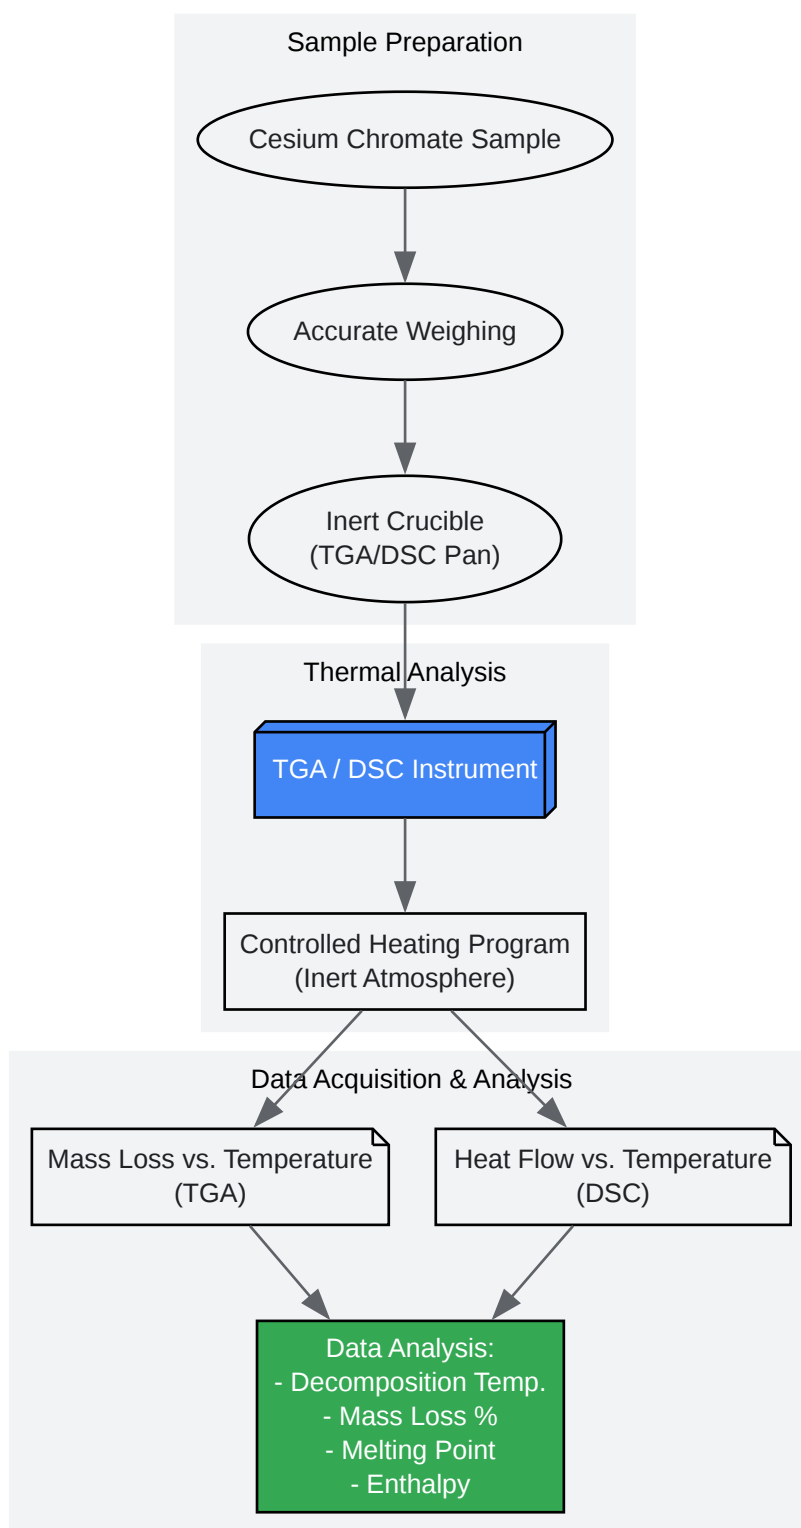 Sample Preparation
Cesium Chromate Sample
Accurate Weighing
Inert Crucible
(TGA/DSC Pan)
Thermal Analysis
TGA / DSC Instrument
Controlled Heating Program
(Inert Atmosphere)
Data Acquisition & Analysis
Mass Loss vs. Temperature
(TGA)
Heat Flow vs. Temperature
(DSC)
Data Analysis:
- Decomposition Temp.
- Mass Loss %
- Melting Point
- Enthalpy